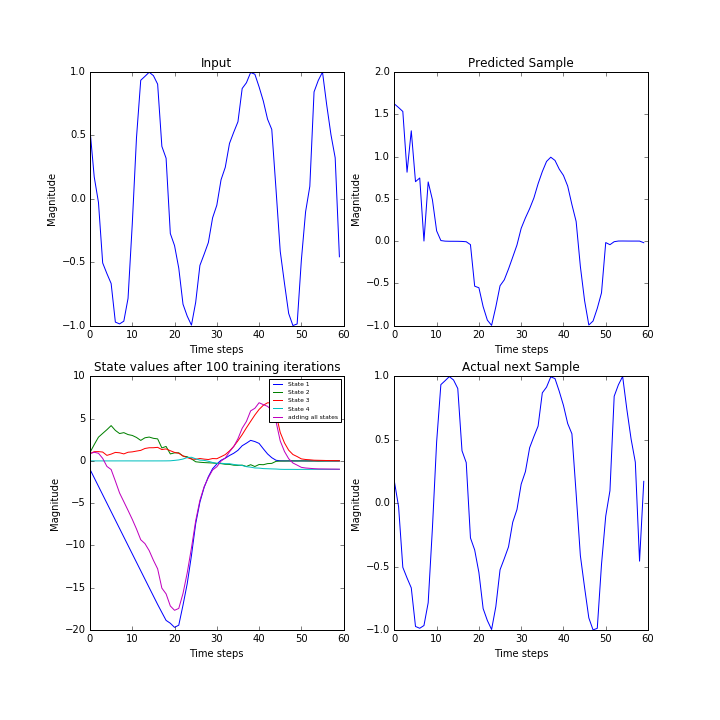 Input
Magnitude
1.0
0.5
0.0
−0.5
−1.0
0 10 20 30 40 50 60
Time steps
Predicted Sample
Magnitude
2.0
1.5
1.0
0.5
0.0
−0.5
−1.0
0 10 20 30 40 50 60
Time steps
State values after 100 training iterations
Magnitude
10
5
0
−5
−10
−15
−20
State 1
State 2
State 3
State 4
adding all states
0 10 20 30 40 50 60
Time steps
Actual next Sample
Magnitude
1.0
0.5
0.0
−0.5
−1.0
0 10 20 30 40 50 60
Time steps